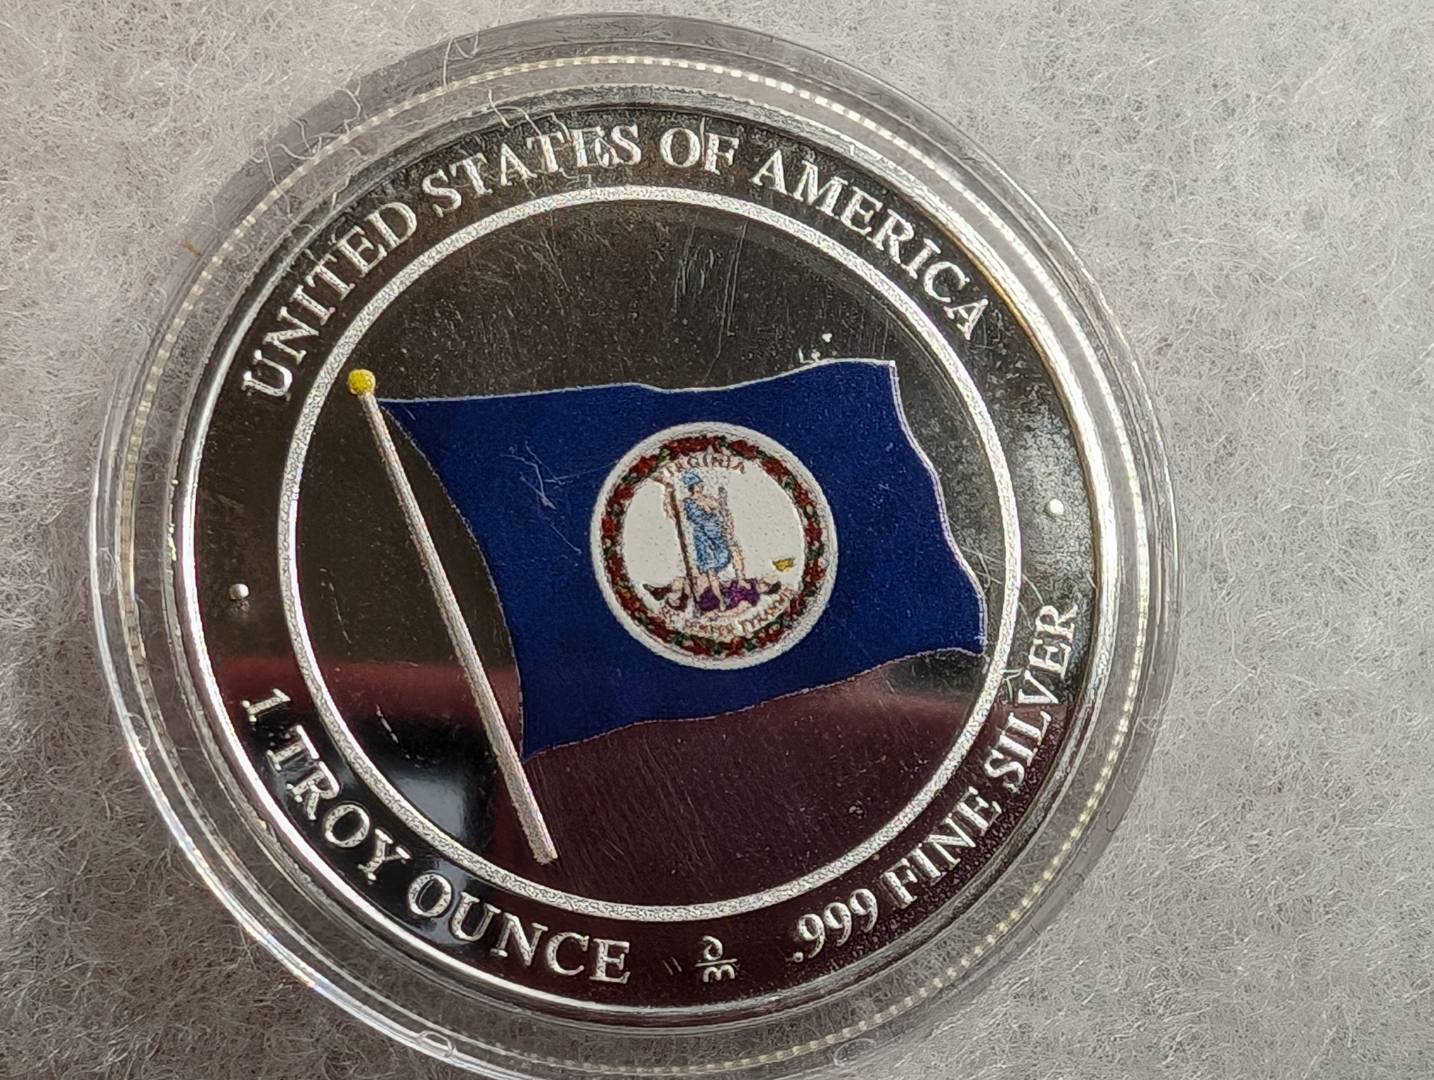 UNITED STATES OF AMERICA
VIRGINIA
1 TROY OUNCE
.999 FINE SILVER